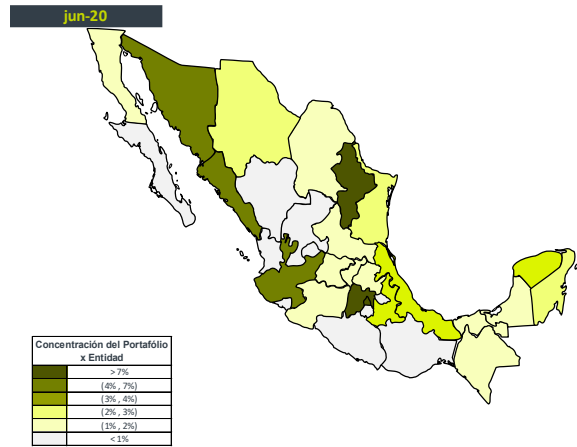 jun-20
Concentración del Portafólio
x Entidad
>7%
(4% , 7%)
(3% , 4%)
(2% , 3%)
(1% , 2%)
<1%